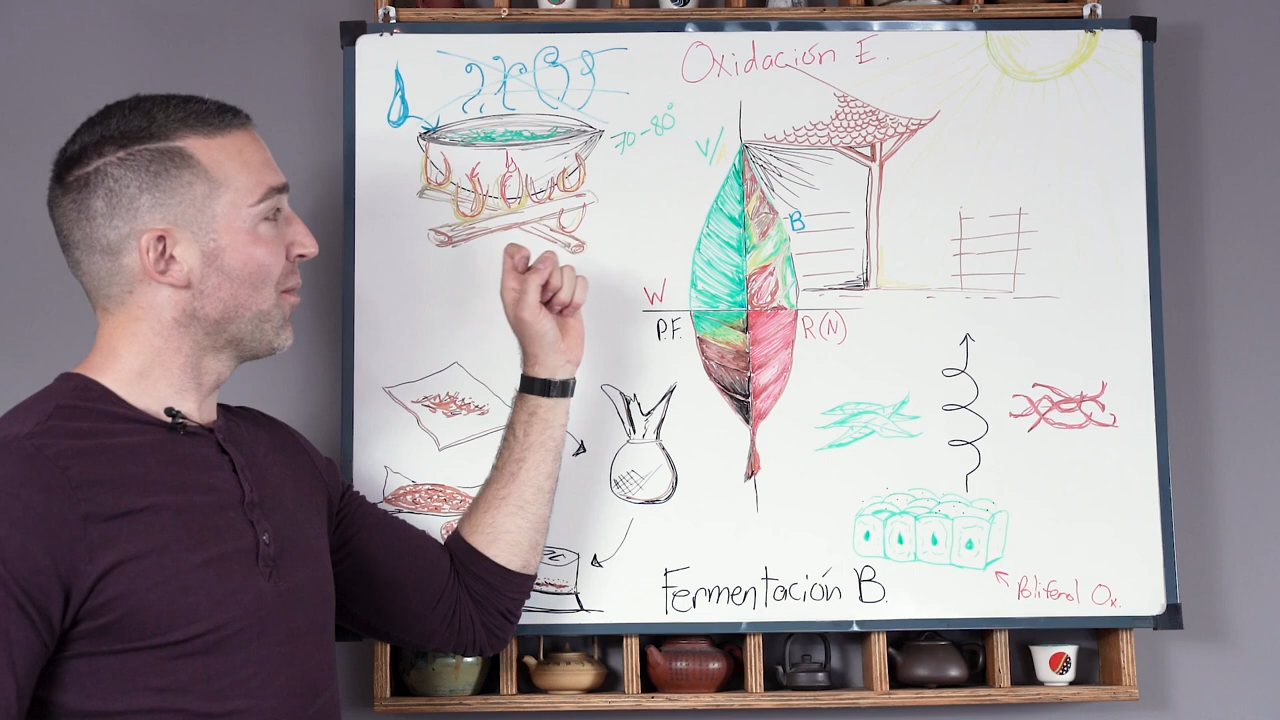 Oxidación E.
70-80°
V/
B
W
P.F.
R(N)
Fermentación B.
Polifenol Ox.